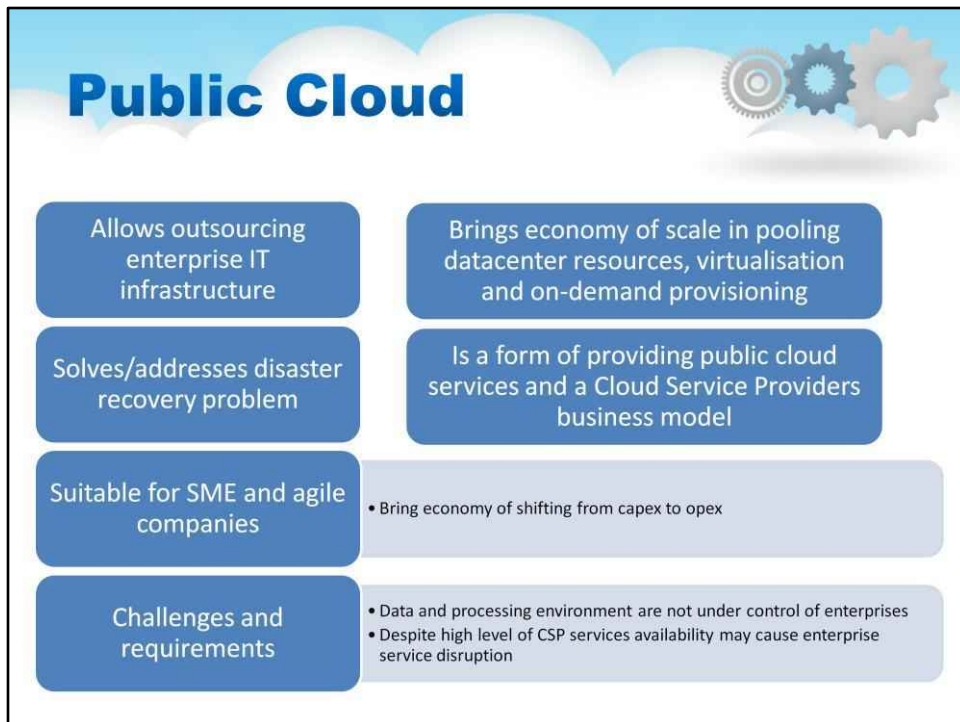 Public Cloud
Allows outsourcing
enterprise IT
infrastructure
Brings economy of scale in pooling
datacenter resources, virtualisation
and on-demand provisioning
Solves/addresses disaster
recovery problem
Is a form of providing public cloud
services and a Cloud Service Providers
business model
Suitable for SME and agile
companies
• Bring economy of shifting from capex to opex
Challenges and
requirements
• Data and processing environment are not under control of enterprises
• Despite high level of CSP services availability may cause enterprise
service disruption